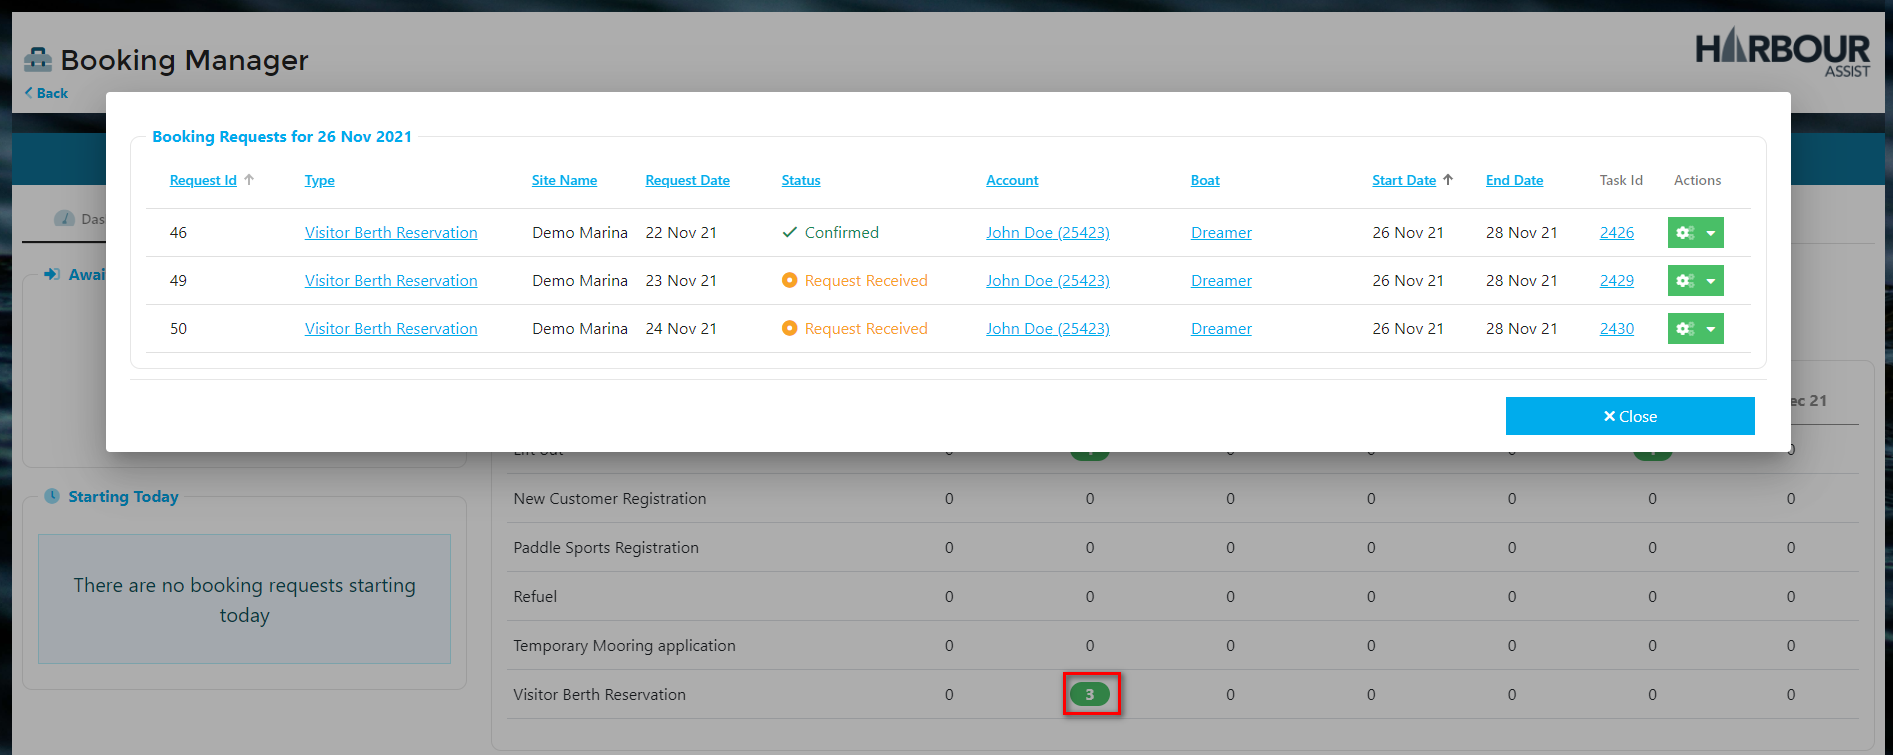 Booking Manager
HARBOUR
ASSIST
Back
Booking Requests for 26 Nov 2021
Request Id Type Site Name Request Date Status Account Boat Start Date End Date Task Id Actions
46 Visitor Berth Reservation Demo Marina 22 Nov 21 Confirmed John Doe (25423) Dreamer 26 Nov 21 28 Nov 21 2426
49 Visitor Berth Reservation Demo Marina 23 Nov 21 Request Received John Doe (25423) Dreamer 26 Nov 21 28 Nov 21 2429
50 Visitor Berth Reservation Demo Marina 24 Nov 21 Request Received John Doe (25423) Dreamer 26 Nov 21 28 Nov 21 2430
Das
Awai
Close
ec 21
Starting Today
There are no booking requests starting
today
New Customer Registration 0 0 0 0 0 0 0
Paddle Sports Registration 0 0 0 0 0 0 0
Refuel 0 0 0 0 0 0 0
Temporary Mooring application 0 0 0 0 0 0 0
Visitor Berth Reservation 0 3 0 0 0 0 0